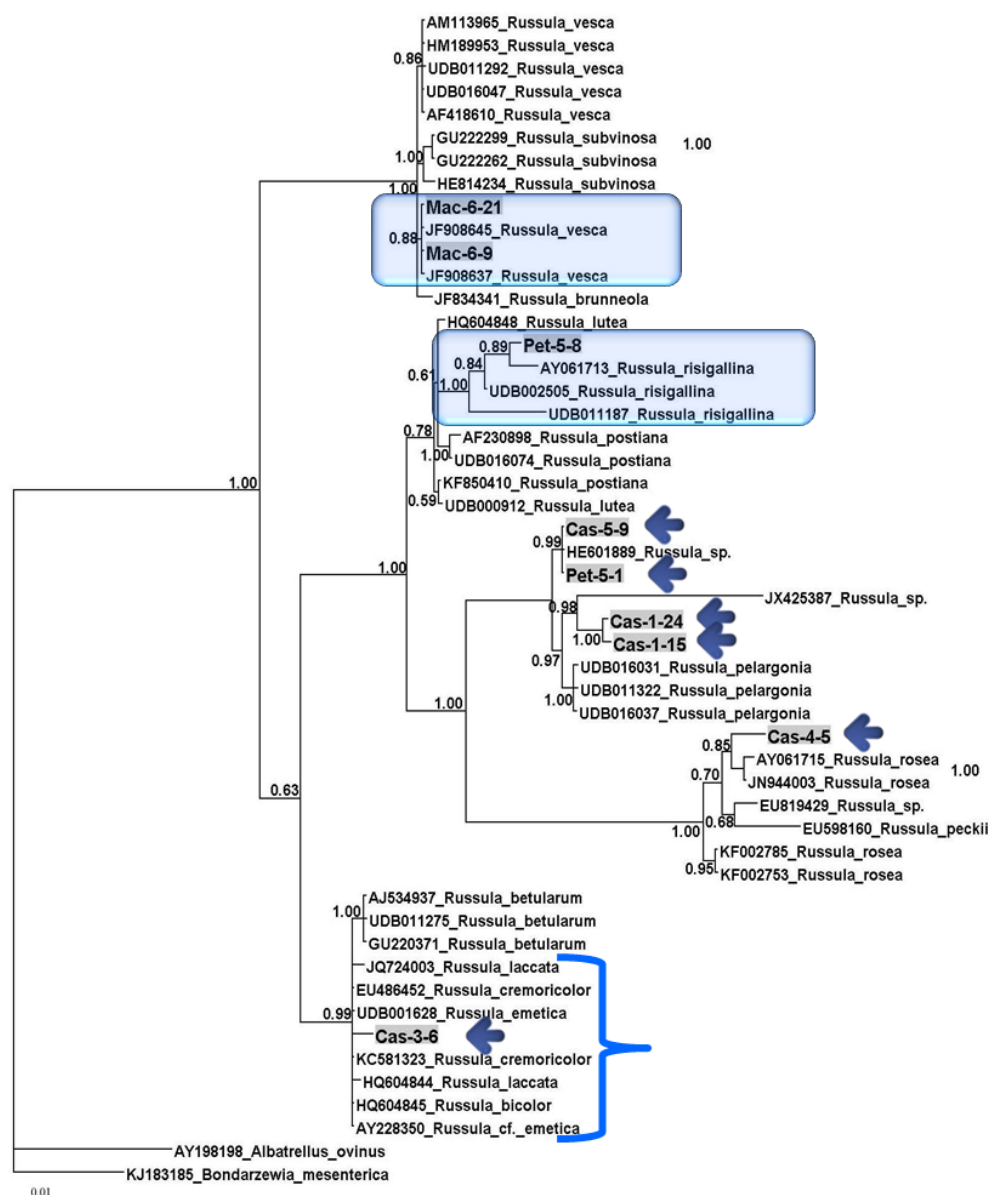 AM113965_Russula_vesca
HM189953_Russula_vesca
0.86
UDB011292_Russula_vesca
UDB016047_Russula_vesca
AF418610_Russula_vesca
GU222299_Russula_subvinosa
1.00
1.00
GU222262_Russula_subvinosa
HE814234_Russula_subvinosa
1.00
Mac-6-21
JF908645_Russula_vesca
0.88
Mac-6-9
JF908637_Russula_vesca
JF834341_Russula_brunneola
HQ604848_Russula_lutea
0.89
Pet-5-8
0.84
AY061713_Russula_risigallina
0.61
1.00
UDB002505_Russula_risigallina
UDB011187_Russula_risigallina
0.78
AF230898_Russula_postiana
1.00
UDB016074_Russula_postiana
1.00
KF850410_Russula_postiana
0.59
UDB000912_Russula_lutea
Cas-5-9
0.99
HE601889_Russula_sp.
1.00
Pet-5-1
JX425387_Russula_sp.
0.98
Cas-1-24
1.00
Cas-1-15
0.97
UDB016031_Russula_pelargonia
UDB011322_Russula_pelargonia
1.00
1.00
UDB016037_Russula_pelargonia
Cas-4-5
0.85
AY061715_Russula_rosea
1.00
0.70
JN944003_Russula_rosea
0.63
EU819429_Russula_sp.
0.68
1.00
EU598160_Russula_peckii
KF002785_Russula_rosea
0.95
KF002753_Russula_rosea
AJ534937_Russula_betularum
1.00
UDB011275_Russula_betularum
GU220371_Russula_betularum
JQ724003_Russula_laccata
EU486452_Russula_cremoricolor
0.99
UDB001628_Russula_emetica
Cas-3-6
KC581323_Russula_cremoricolor
HQ604844_Russula_laccata
HQ604845_Russula_bicolor
AY228350_Russula_cf._emetica
AY198198_Albatrellus_ovinus
KJ183185_Bondarzewia_mesenterica
0.01